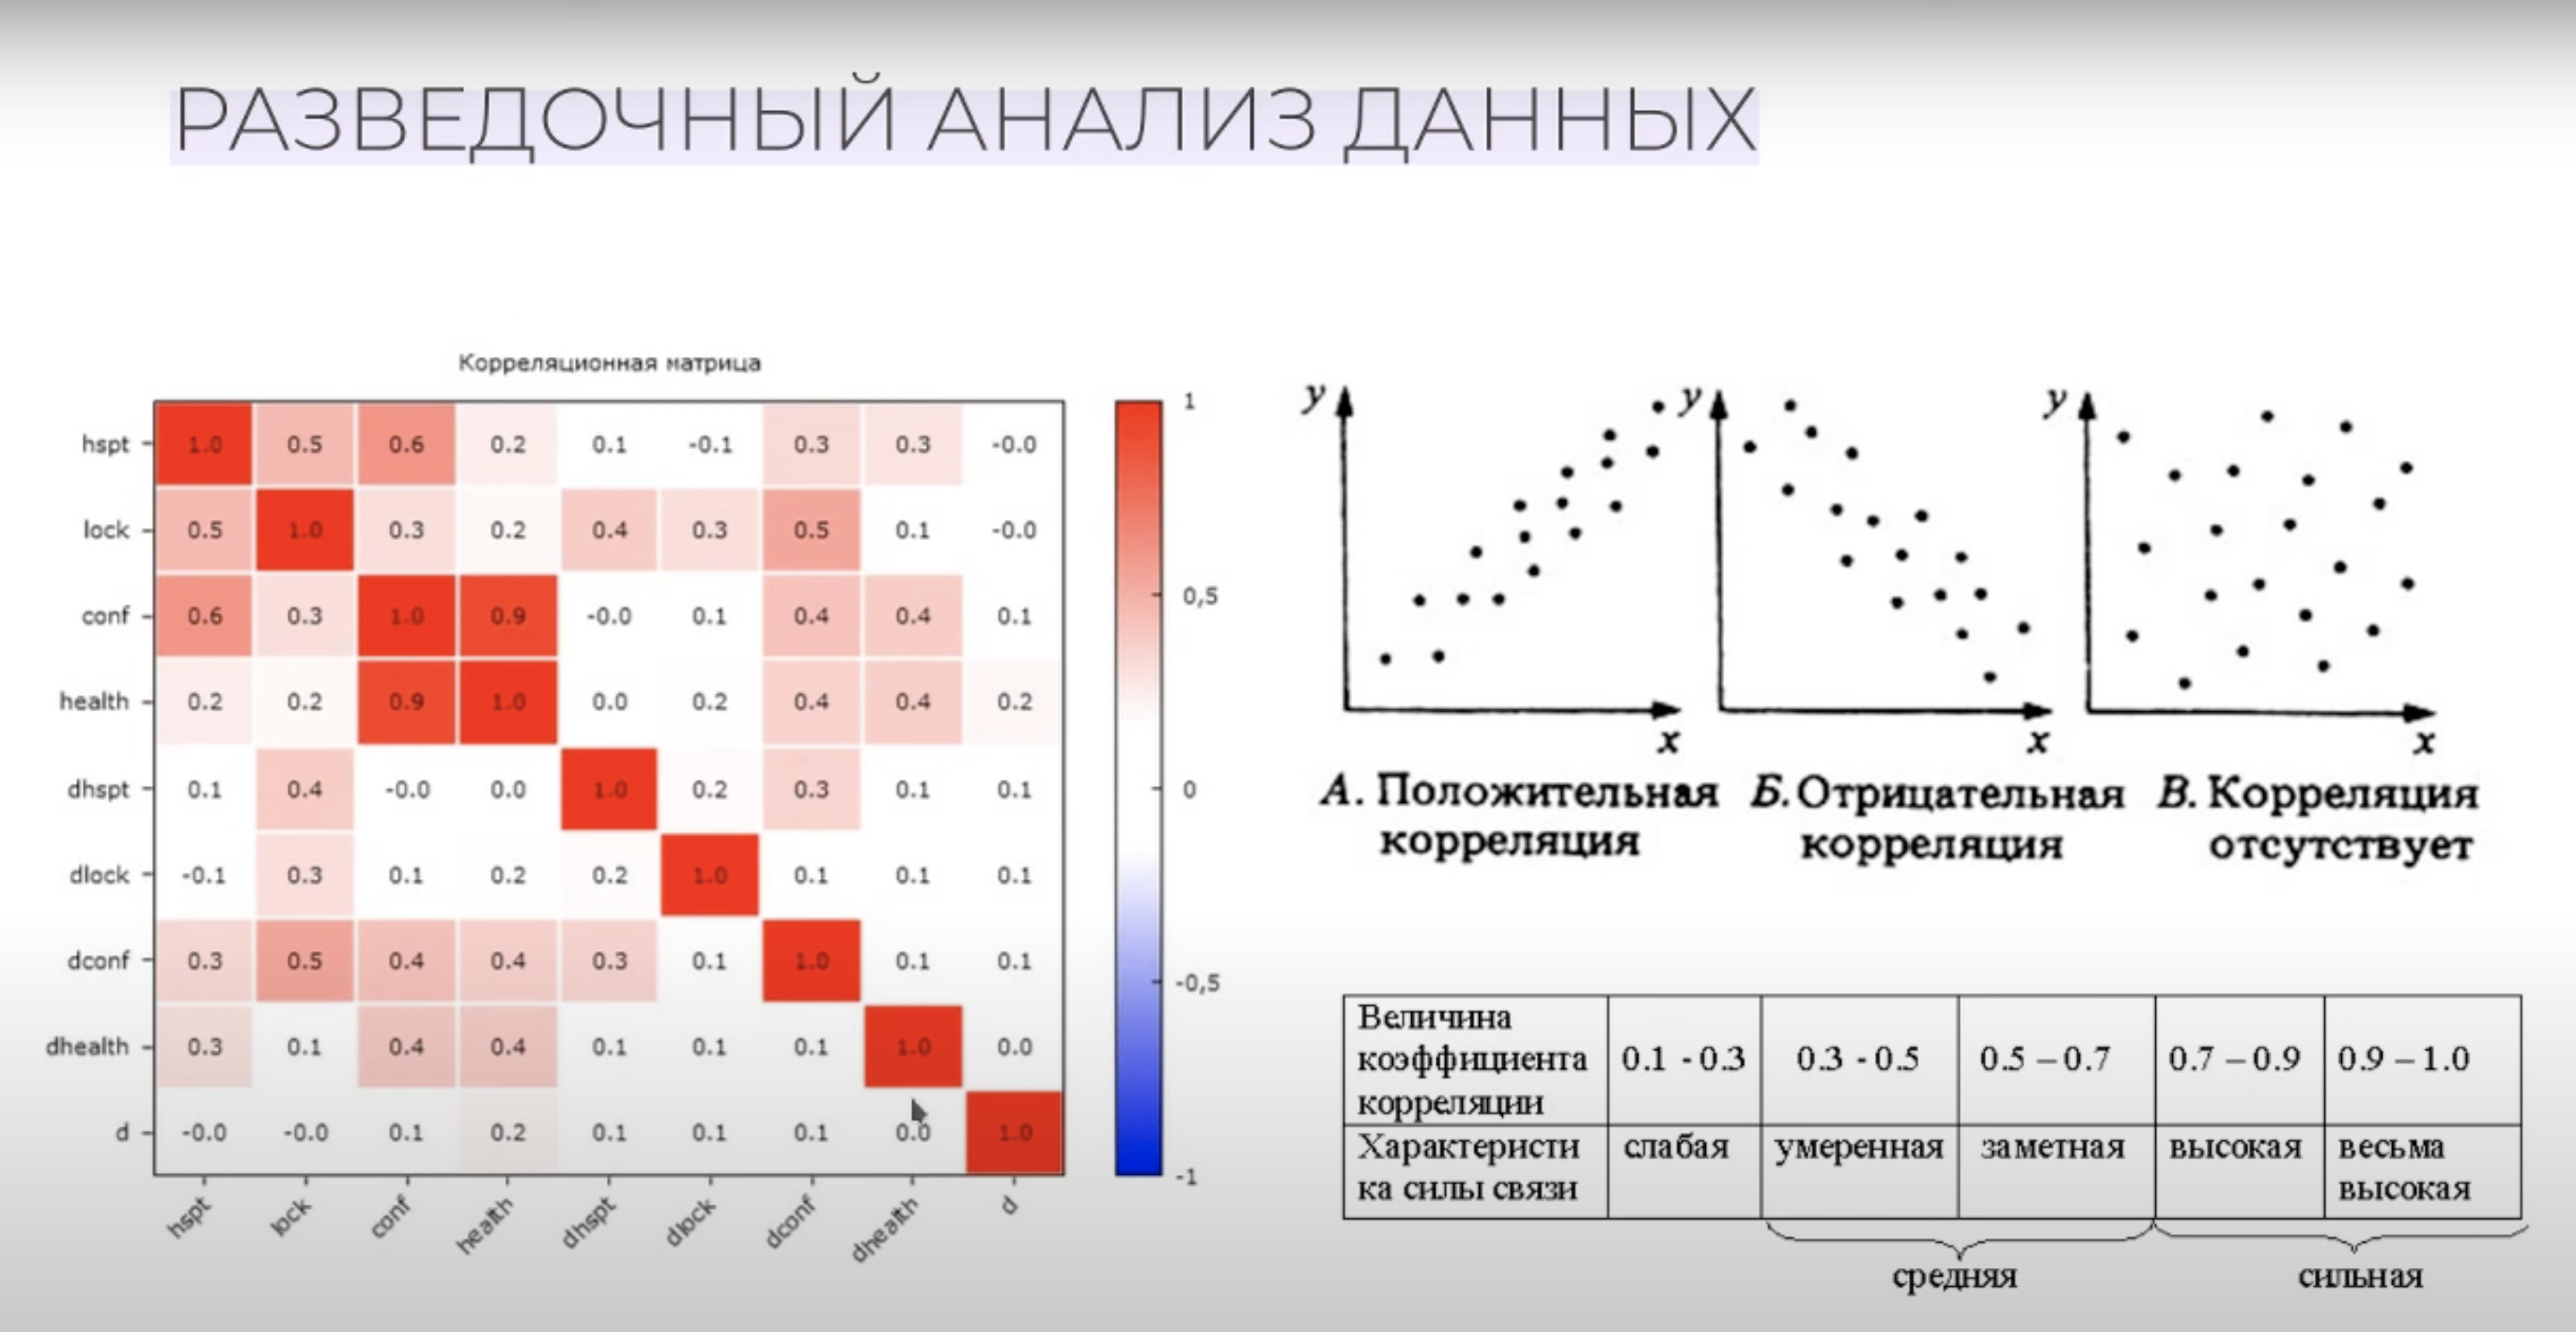 РАЗВЕДОЧНЫЙ АНАЛИЗ ДАННЫХ
Корреляционная матрица
hspt 1.0 0.5 0.6 0.2 0.1 -0.1 0.3 0.3 -0.0
lock 0.5 1.0 0.3 0.2 0.4 0.3 0.5 0.1 -0.0
conf 0.6 0.3 1.0 0.9 -0.0 0.1 0.4 0.4 0.1
health 0.2 0.2 0.9 1.0 0.0 0.2 0.4 0.4 0.2
dhspt 0.1 0.4 -0.0 0.0 1.0 0.2 0.3 0.1 0.1
dlock -0.1 0.3 0.1 0.2 0.2 1.0 0.1 0.1 0.1
dconf 0.3 0.5 0.4 0.4 0.3 0.1 1.0 0.1 0.1
dhealth 0.3 0.1 0.4 0.4 0.1 0.1 0.1 1.0 0.0
d -0.0 -0.0 0.1 0.2 0.1 0.1 0.1 0.0 1.0
hspt lock conf health dhspt dlock dconf dhealth d
1
0,5
0
-0,5
-1
y y y
x x x
А. Положительная корреляция
Б. Отрицательная корреляция
В. Корреляция отсутствует
Величина
коэффициента
корреляции
0.1 - 0.3 0.3 - 0.5 0.5 – 0.7 0.7 – 0.9 0.9 – 1.0
Характеристи
ка силы связи
слабая умеренная заметная высокая весьма
высокая
средняя сильная